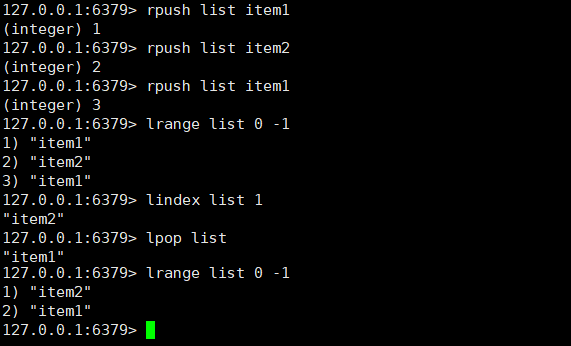 127.0.0.1:6379> rpush list item1
(integer) 1
127.0.0.1:6379> rpush list item2
(integer) 2
127.0.0.1:6379> rpush list item1
(integer) 3
127.0.0.1:6379> lrange list 0 -1
1) "item1"
2) "item2"
3) "item1"
127.0.0.1:6379> lindex list 1
"item2"
127.0.0.1:6379> lpop list
"item1"
127.0.0.1:6379> lrange list 0 -1
1) "item2"
2) "item1"
127.0.0.1:6379>